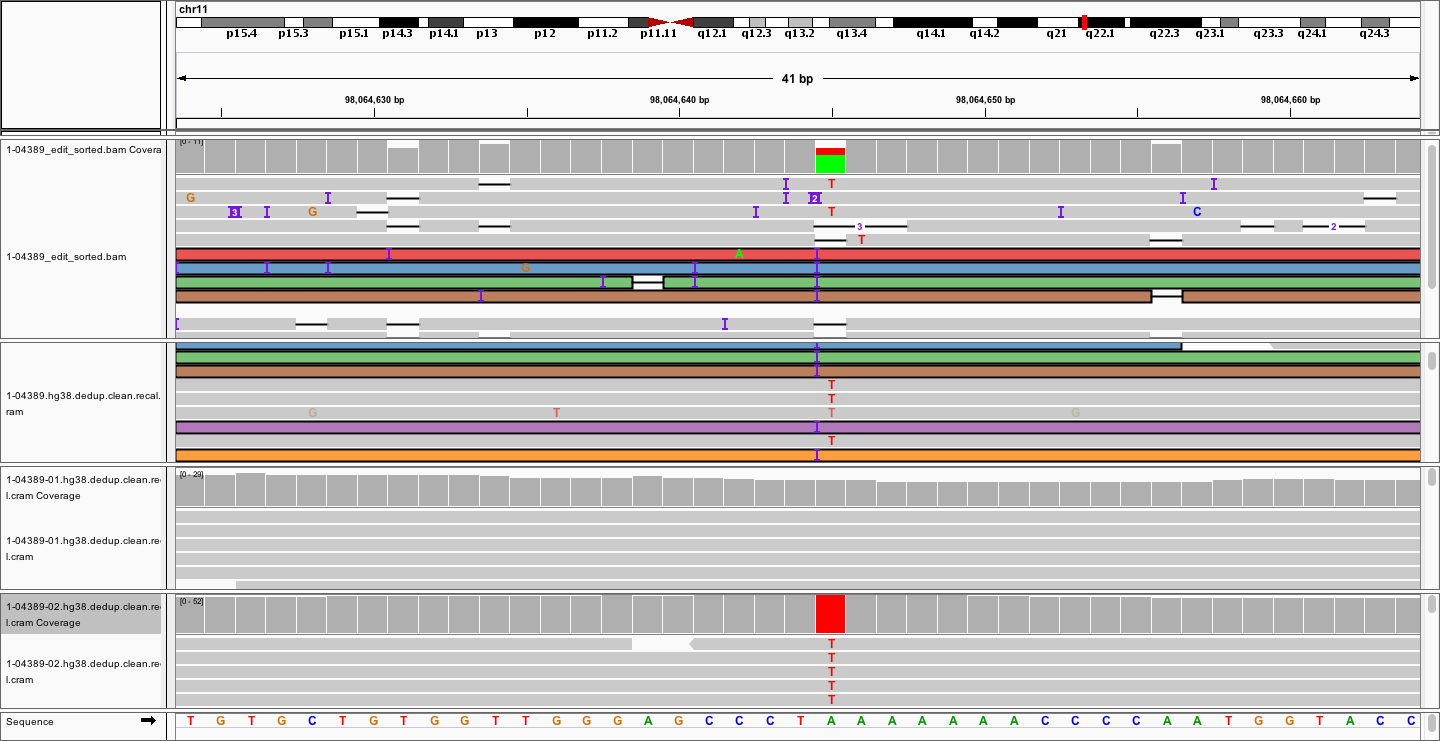 chr11
p15.4 p15.3 p15.1 p14.3 p14.1 p13 p12 p11.2 p11.11 q12.1 q12.3 q13.2 q13.4 q14.1 q14.2 q21 q22.1 q22.3 q23.1 q23.3 q24.1 q24.3
41 bp
98,064,630 bp 98,064,640 bp 98,064,650 bp 98,064,660 bp
1-04389_edit_sorted.bam Covera
[0 - 11]
T
G 2
3 G T C
3 2
T
1-04389_edit_sorted.bam
A
G
1-04389.hg38.dedup.clean.recal.
ram
T
T
G T T G
T
1-04389-01.hg38.dedup.clean.re
l.cram Coverage
[0 - 29]
1-04389-01.hg38.dedup.clean.re
l.cram
1-04389-02.hg38.dedup.clean.re
l.cram Coverage
[0 - 52]
1-04389-02.hg38.dedup.clean.re
l.cram
T
T
T
T
T
Sequence T G T G C T G T G G T T G G G A G C C C T A A A A A A A C C C C A A T G G T A C C